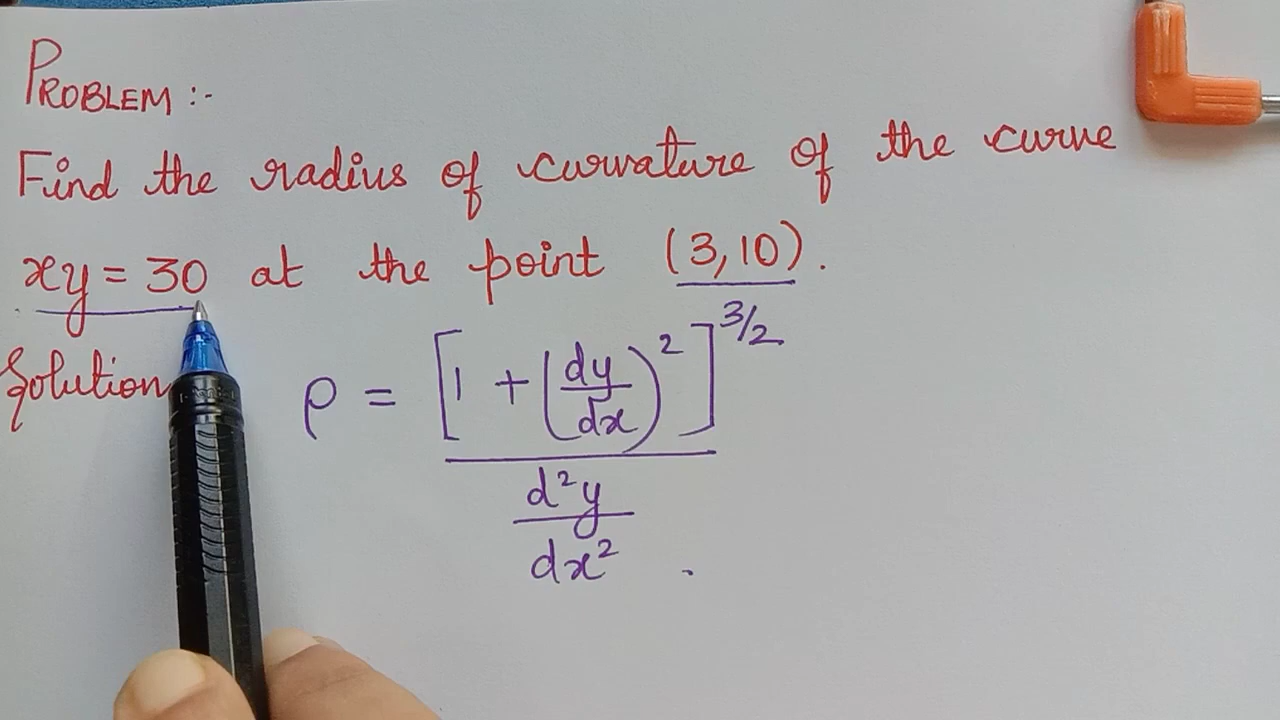 PROBLEM :-
Find the radius of curvature of the curve
xy = 30 at the point (3,10).
Solution
ρ = [1 + (dy/dx)²]^3/2
d²y
dx² .